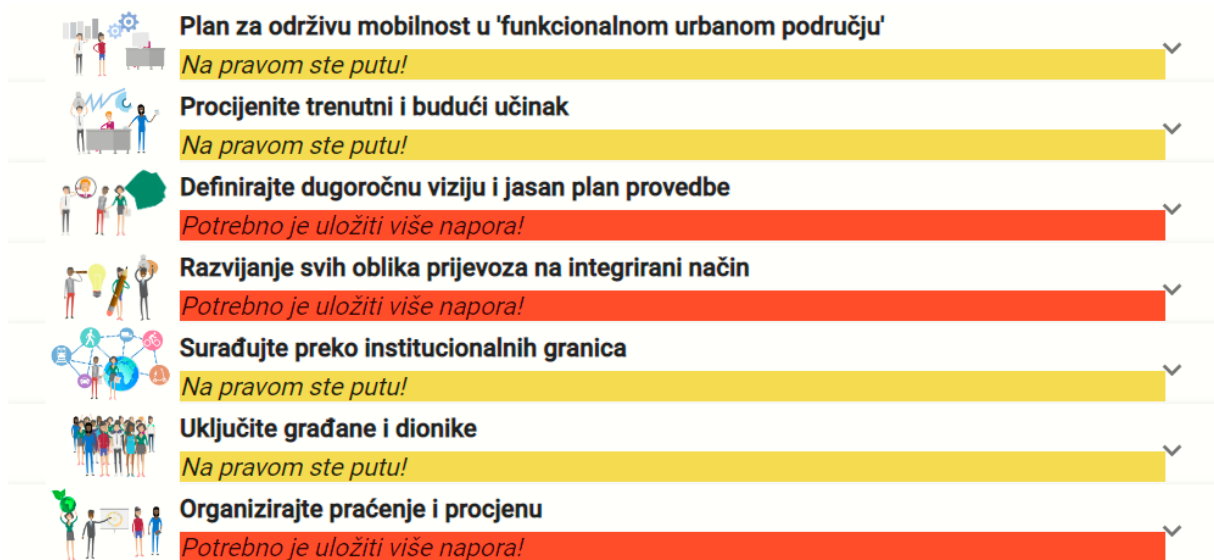 Plan za održivu mobilnost u 'funkcionalnom urbanom području'
Na pravom ste putu!
Procijenite trenutni i budući učinak
Na pravom ste putu!
Definirajte dugoročnu viziju i jasan plan provedbe
Potrebno je uložiti više napora!
Razvijanje svih oblika prijevoza na integrirani način
Potrebno je uložiti više napora!
Surađujte preko institucionalnih granica
Na pravom ste putu!
Uključite građane i dionike
Na pravom ste putu!
Organizirajte praćenje i procjenu
Potrebno je uložiti više napora!